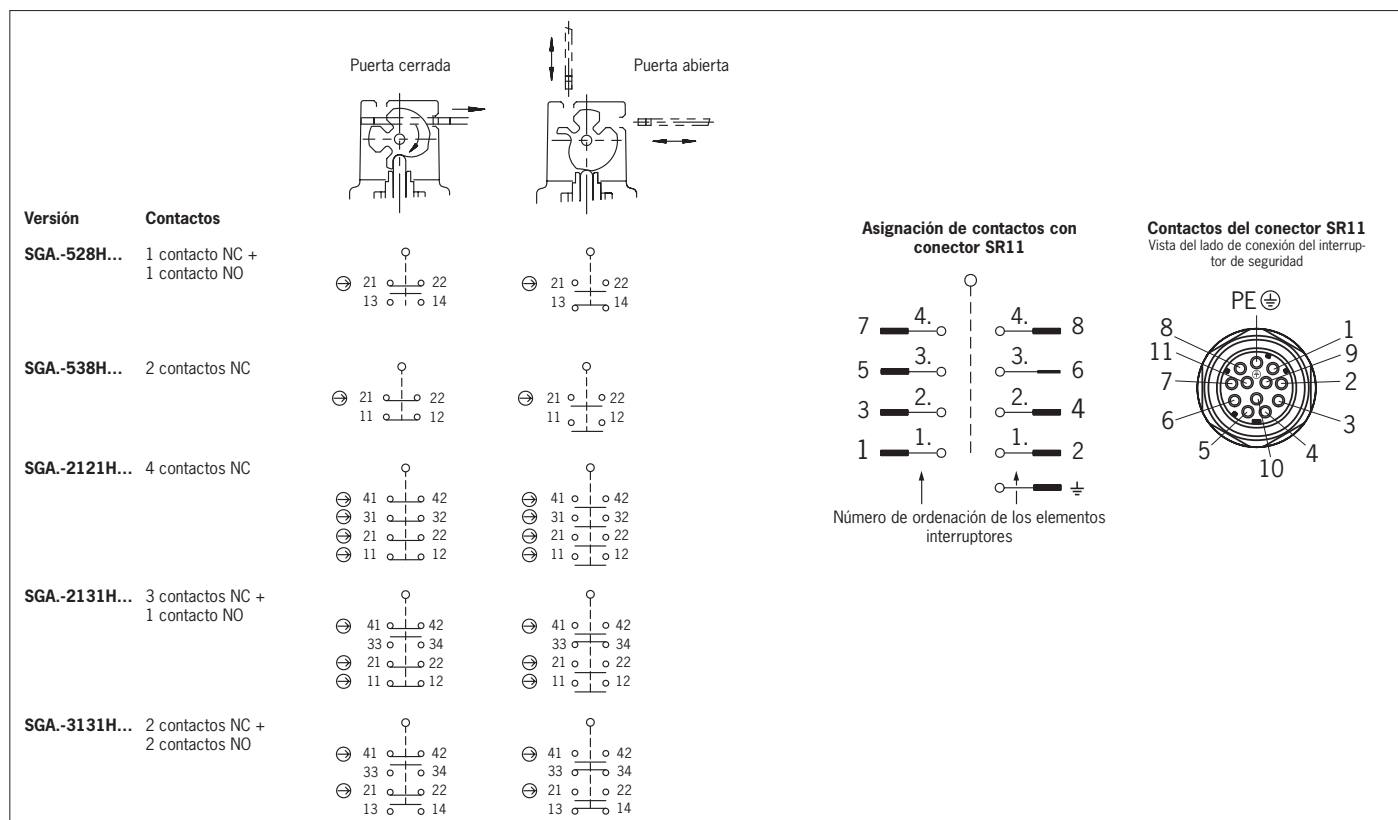 Puerta cerrada
Puerta abierta
Versión Contactos
SGA.-528H... 1 contacto NC +
1 contacto NO
21 22
13 14
21 22
13 14
SGA.-538H... 2 contactos NC
21 22
11 12
21 22
11 12
SGA.-2121H... 4 contactos NC
41 42
31 32
21 22
11 12
41 42
31 32
21 22
11 12
SGA.-2131H... 3 contactos NC +
1 contacto NO
41 42
33 34
21 22
11 12
41 42
33 34
21 22
11 12
SGA.-3131H... 2 contactos NC +
2 contactos NO
41 42
33 34
21 22
13 14
41 42
33 34
21 22
13 14
Asignación de contactos con
conector SR11
7 4. 4. 8
5 3. 3. 6
3 2. 2. 4
1 1. 1. 2
Número de ordenación de los elementos
interruptores
Contactos del conector SR11
Vista del lado de conexión del interrup-
tor de seguridad
PE
8 1
11 9
7 2
6 3
5 4
10